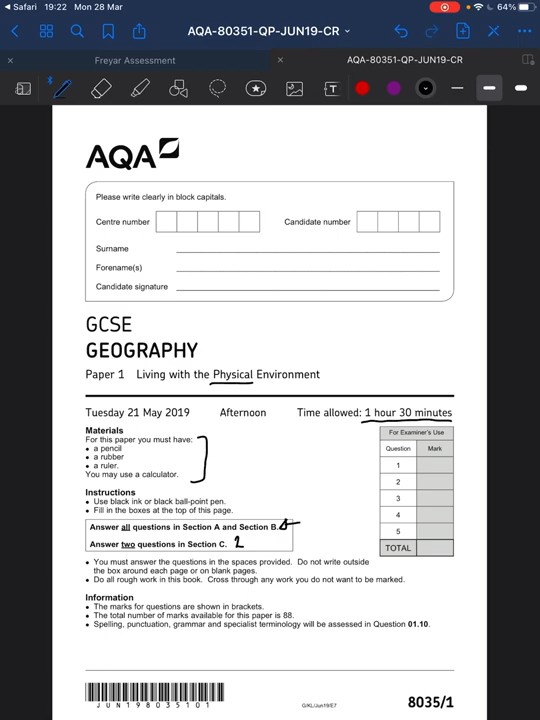 Safari 19:22 Mon 28 Mar 64%
AQA-80351-QP-JUN19-CR
Freyar Assessment
AQA-80351-QP-JUN19-CR
AQA
Please write clearly in block capitals.
Centre number Candidate number
Surname
Forename(s)
Candidate signature
GCSE
GEOGRAPHY
Paper 1 Living with the Physical Environment
Tuesday 21 May 2019 Afternoon Time allowed: 1 hour 30 minutes
Materials
For this paper you must have:
• a pencil
• a rubber
• a ruler.
You may use a calculator.
Instructions
• Use black ink or black ball-point pen.
• Fill in the boxes at the top of this page.
Answer all questions in Section A and Section B.
Answer two questions in Section C. 2
• You must answer the questions in the spaces provided. Do not write outside
the box around each page or on blank pages.
• Do all rough work in this book. Cross through any work you do not want to be marked.
Information
• The marks for questions are shown in brackets.
• The total number of marks available for this paper is 88.
• Spelling, punctuation, grammar and specialist terminology will be assessed in Question 01.10.
For Examiner's Use
Question Mark
1
2
3
4
5
TOTAL
JUN198035101
G/KL/Jun19/E7
8035/1